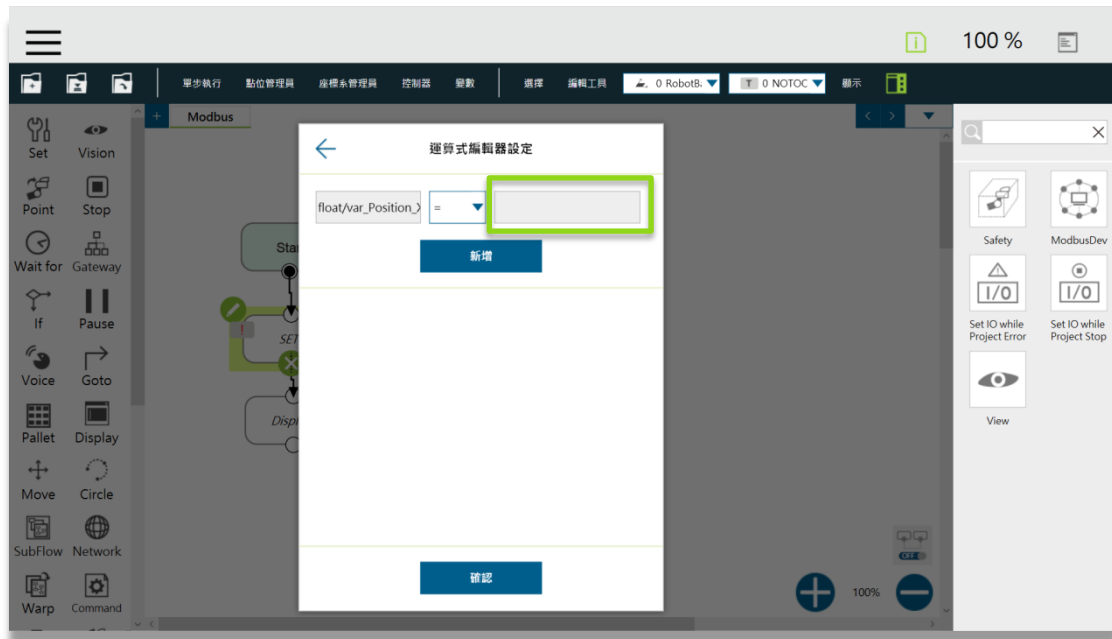 100 %
單步執行 點位管理員 座標系管理員 控制器 變數 選擇 編輯工具 0 RobotB. T 0 NOTOC 顯示
+ Modbus
Set Vision
Point Stop
Wait for Gateway
If Pause
Voice Goto
Pallet Display
Move Circle
SubFlow Network
Warp Command
Star
SET
Displ
運算式編輯器設定
float/var_Position_X =
新增
確認
OFF
100%
Safety ModbusDev
I/O I/O
Set IO while Project Error
Set IO while Project Stop
View